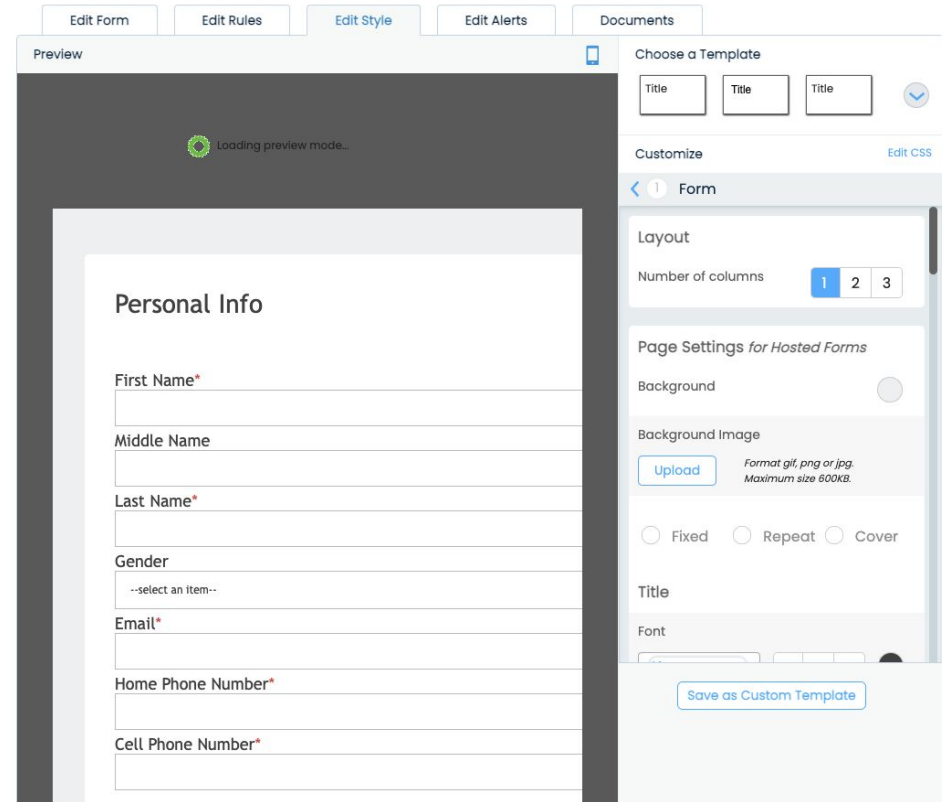 Edit Form
Edit Rules
Edit Style
Edit Alerts
Documents
Preview
Loading preview mode...
Personal Info
First Name*
Middle Name
Last Name*
Gender
--select an item--
Email*
Home Phone Number*
Cell Phone Number*
Choose a Template
Title
Title
Title
Customize
Edit CSS
1
Form
Layout
Number of columns
1 2 3
Page Settings for Hosted Forms
Background
Background Image
Upload
Format gif, png or jpg.
Maximum size 600KB.
Fixed
Repeat
Cover
Title
Font
Save as Custom Template